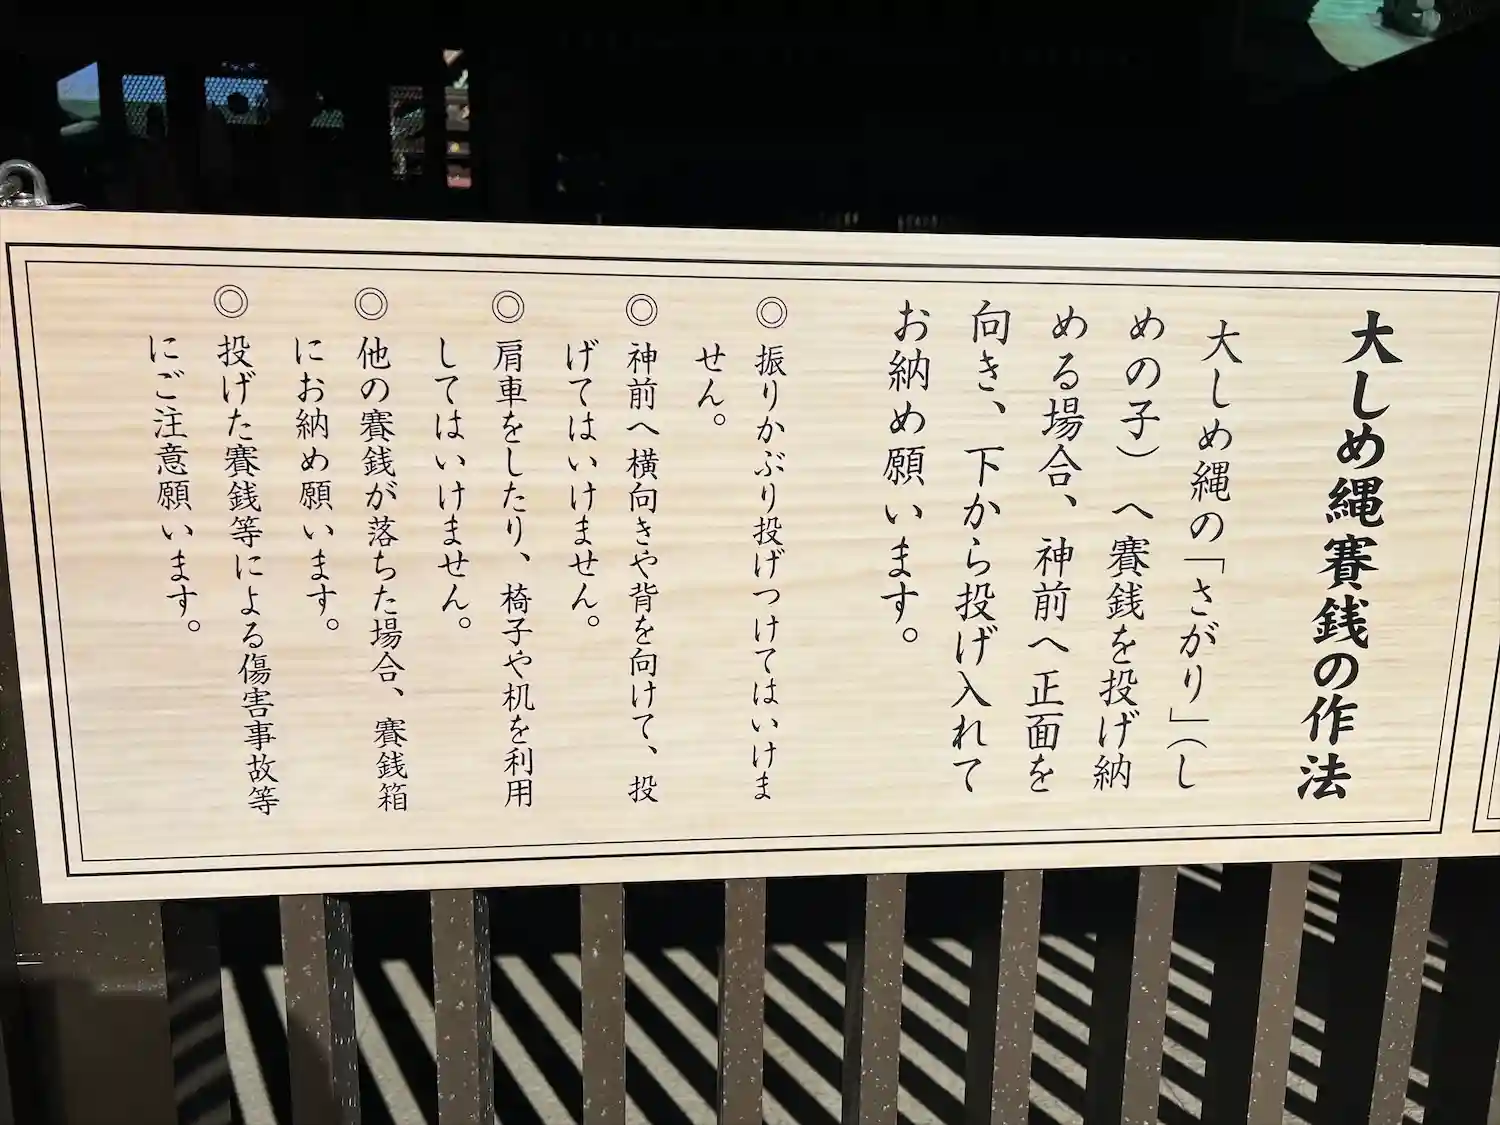 大しめ縄賽銭の作法
大しめ縄の「さがり」（し
めの子）へ賽銭を投げ納
める場合、神前へ正面を
向き、下から投げ入れて
お納め願います。
◎振りかぶり投げつけてはいけま
せん。
◎神前へ横向きや背を向けて、投
げてはいけません。
◎肩車をしたり、椅子や机を利用
してはいけません。
◎他の賽銭が落ちた場合、賽銭箱
にお納め願います。
◎投げた賽銭等による傷害事故等
にご注意願います。